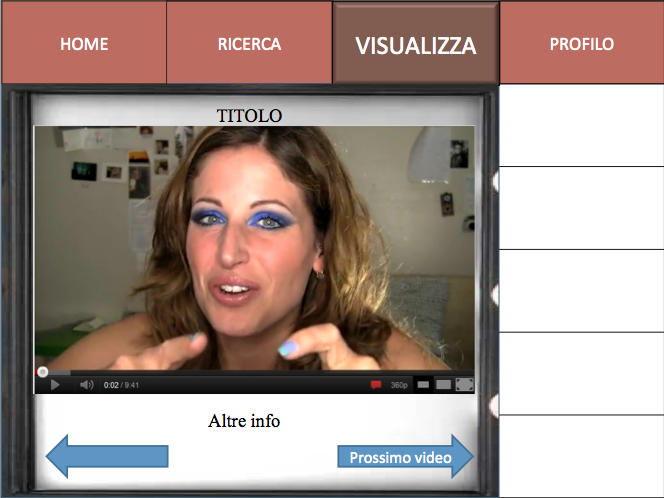 HOME
RICERCA
VISUALIZZA
PROFILO
TITOLO
0:02 / 9:41
360p
Altre info
Prossimo video